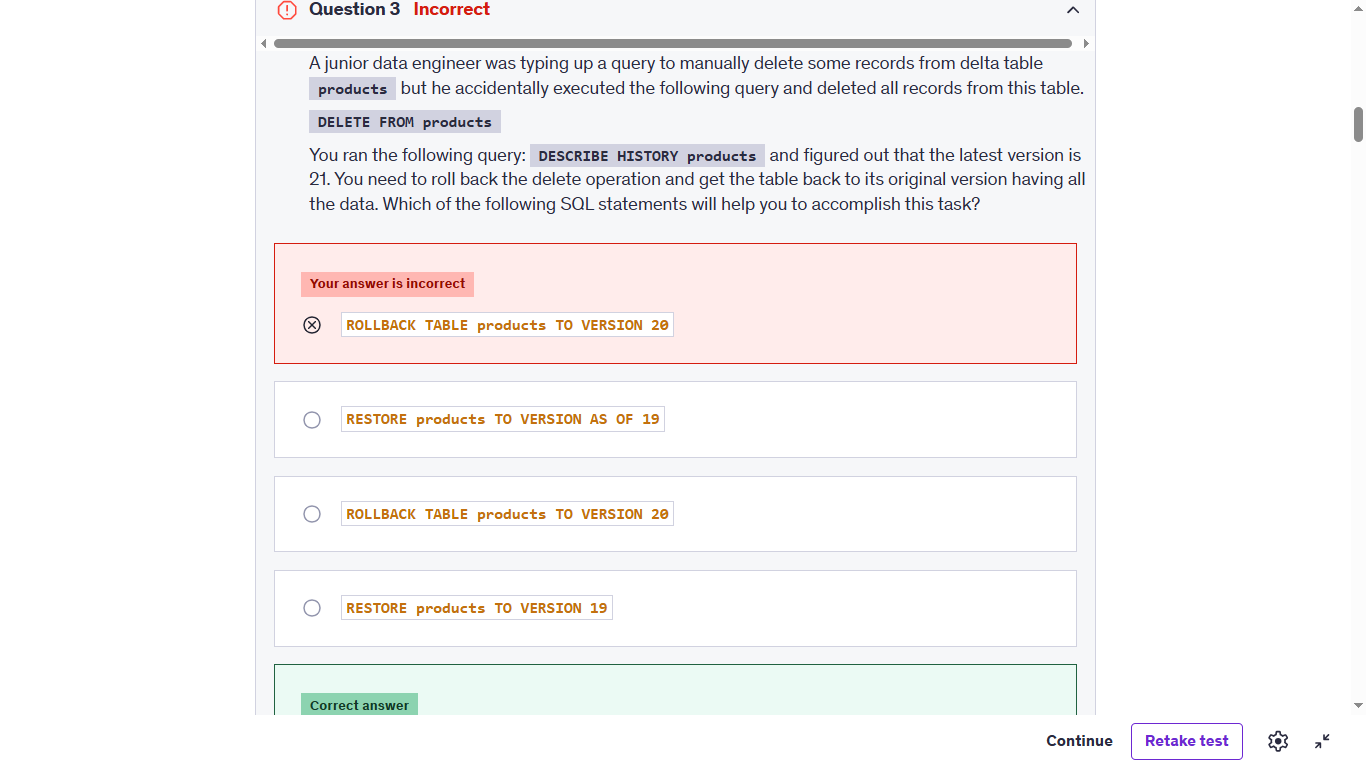 Question 3 Incorrect
A junior data engineer was typing up a query to manually delete some records from delta table
products but he accidentally executed the following query and deleted all records from this table.
DELETE FROM products
You ran the following query: DESCRIBE HISTORY products and figured out that the latest version is
21. You need to roll back the delete operation and get the table back to its original version having all
the data. Which of the following SQL statements will help you to accomplish this task?
Your answer is incorrect
ROLLBACK TABLE products TO VERSION 20
RESTORE products TO VERSION AS OF 19
ROLLBACK TABLE products TO VERSION 20
RESTORE products TO VERSION 19
Correct answer
Continue Retake test